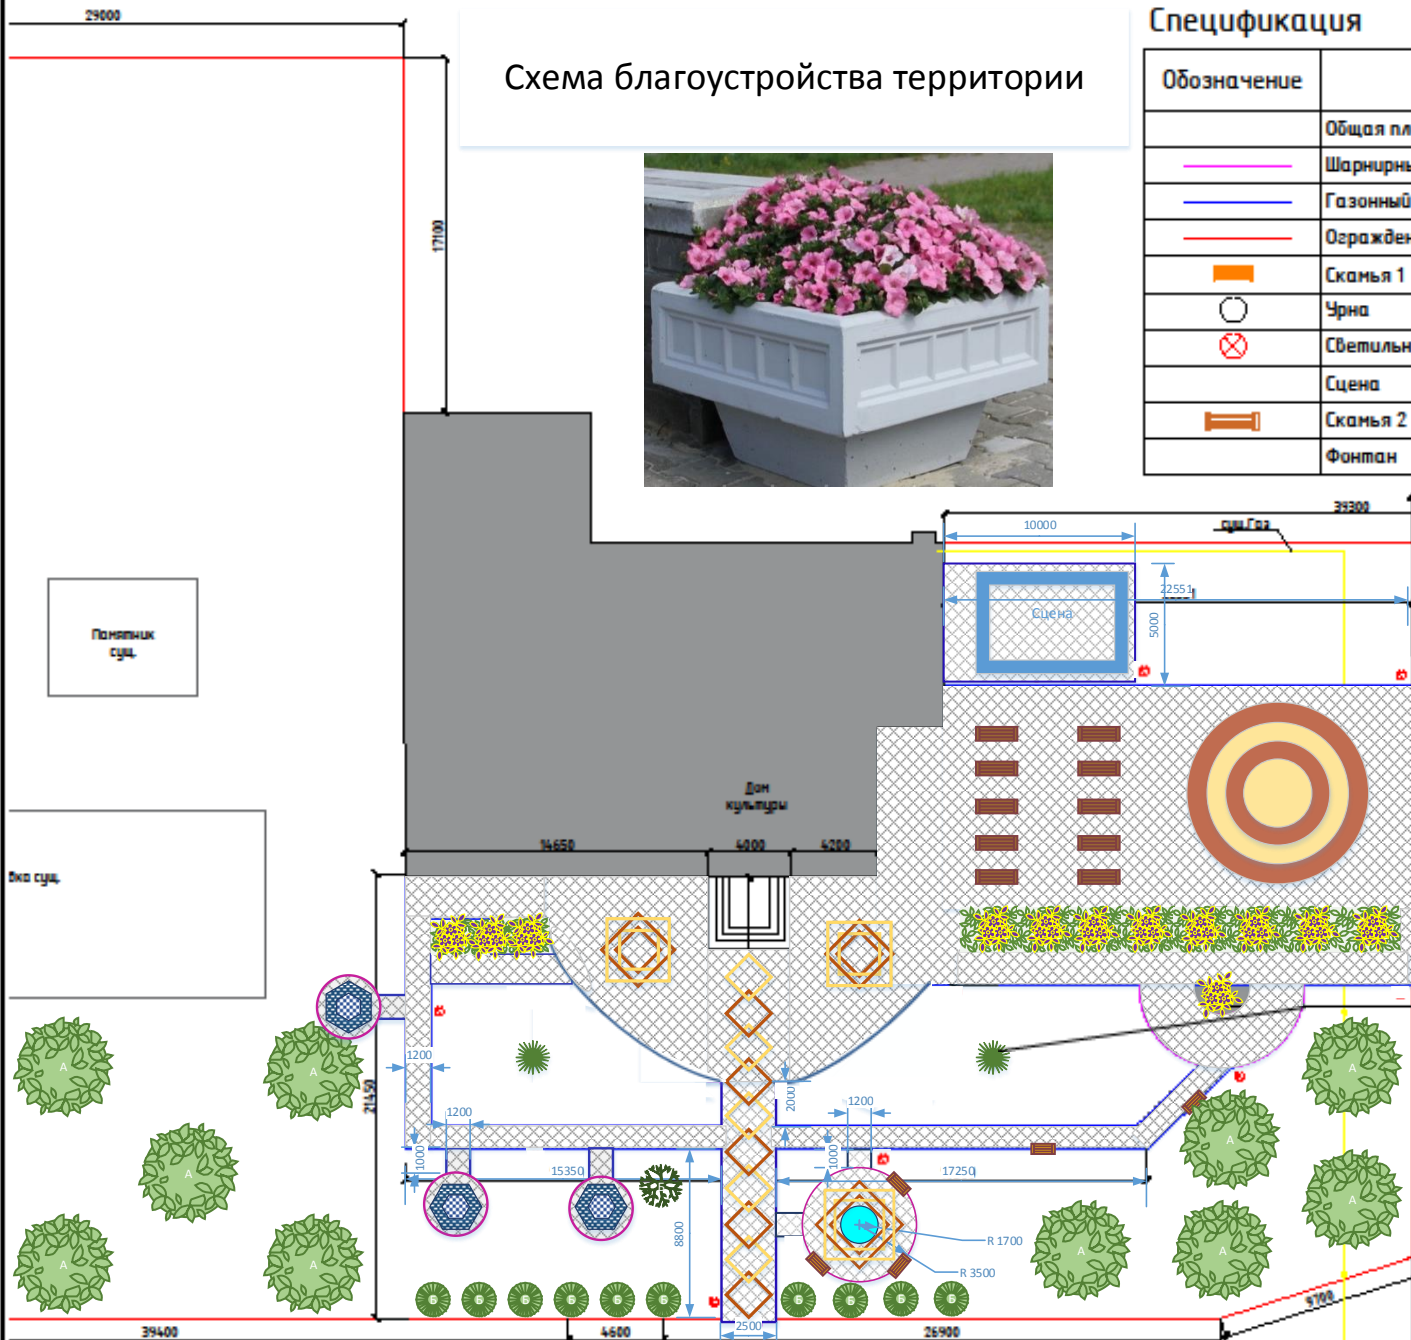 29000
Спецификация
Схема благоустройства территории
Обозначение
Общая пл
Шарнирны
Газонный
Огражден
Скамья 1
Урна
Светильн
Сцена
Скамья 2
Фонтан
17100
39300
10000
сущ.Газ
22551
5000
Сцена
Памятник
сущ.
Дом
культуры
14650
4000
4200
вка сущ.
21450
1200
1200
1000
15350
2000
1200
1000
17250
8800
R 1700
R 3500
А
А
А
А
А
А
А
А
А
А
Б
Б
Б
Б
Б
Б
Б
Б
Б
Б
2500
39400
4600
26900
9700